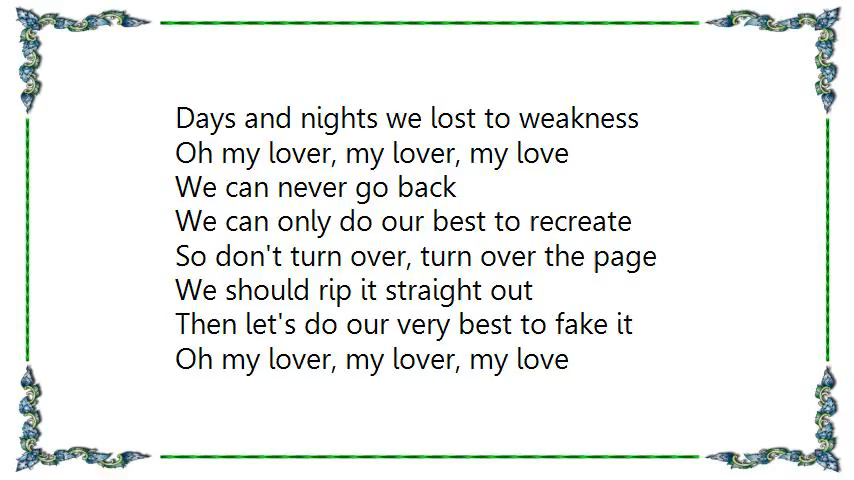 Days and nights we lost to weakness
Oh my lover, my lover, my love
We can never go back
We can only do our best to recreate
So don't turn over, turn over the page
We should rip it straight out
Then let's do our very best to fake it
Oh my lover, my lover, my love